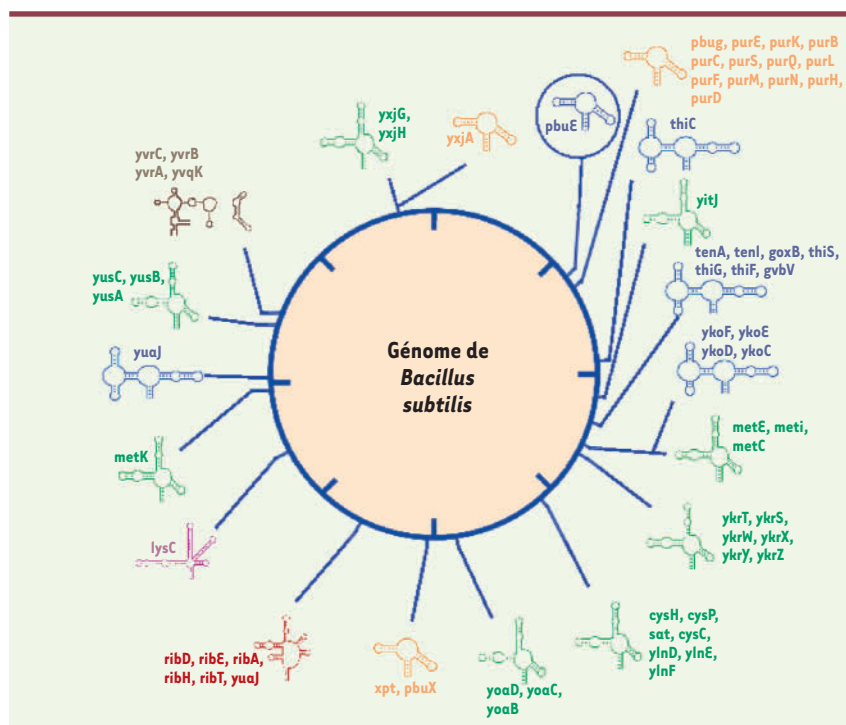 pbug, purE, purK, purB
purC, purS, purQ, purL
purF, purM, purN, purH,
purD
yxjG,
yxjH
yxjA
pbuE
thiC
yvrC, yvrB
yvrA, yvqK
yitJ
tenA, tenI, goxB, thiS,
thiG, thiF, gvbV
yusC, yusB,
yusA
ykoF, ykoE
ykoD, ykoC
Génome de
Bacillus
subtilis
yuaJ
metE, meti,
metC
metK
ykrT, ykrS,
ykrW, ykrX,
ykrY, ykrZ
lysC
cysH, cysP,
sat, cysC,
ylnD, ylnE,
ylnF
ribD, ribE, ribA,
ribH, ribT, yuaJ
xpt, pbuX
yoaD, yoaC,
yoaB